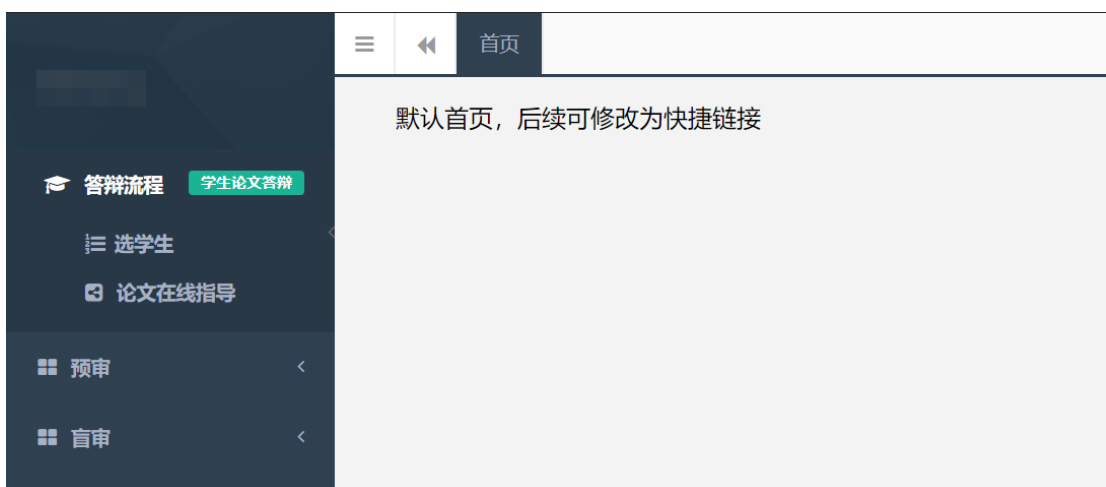 首页
默认首页，后续可修改为快捷链接
答辩流程 学生论文答辩
选学生
论文在线指导
预审
盲审